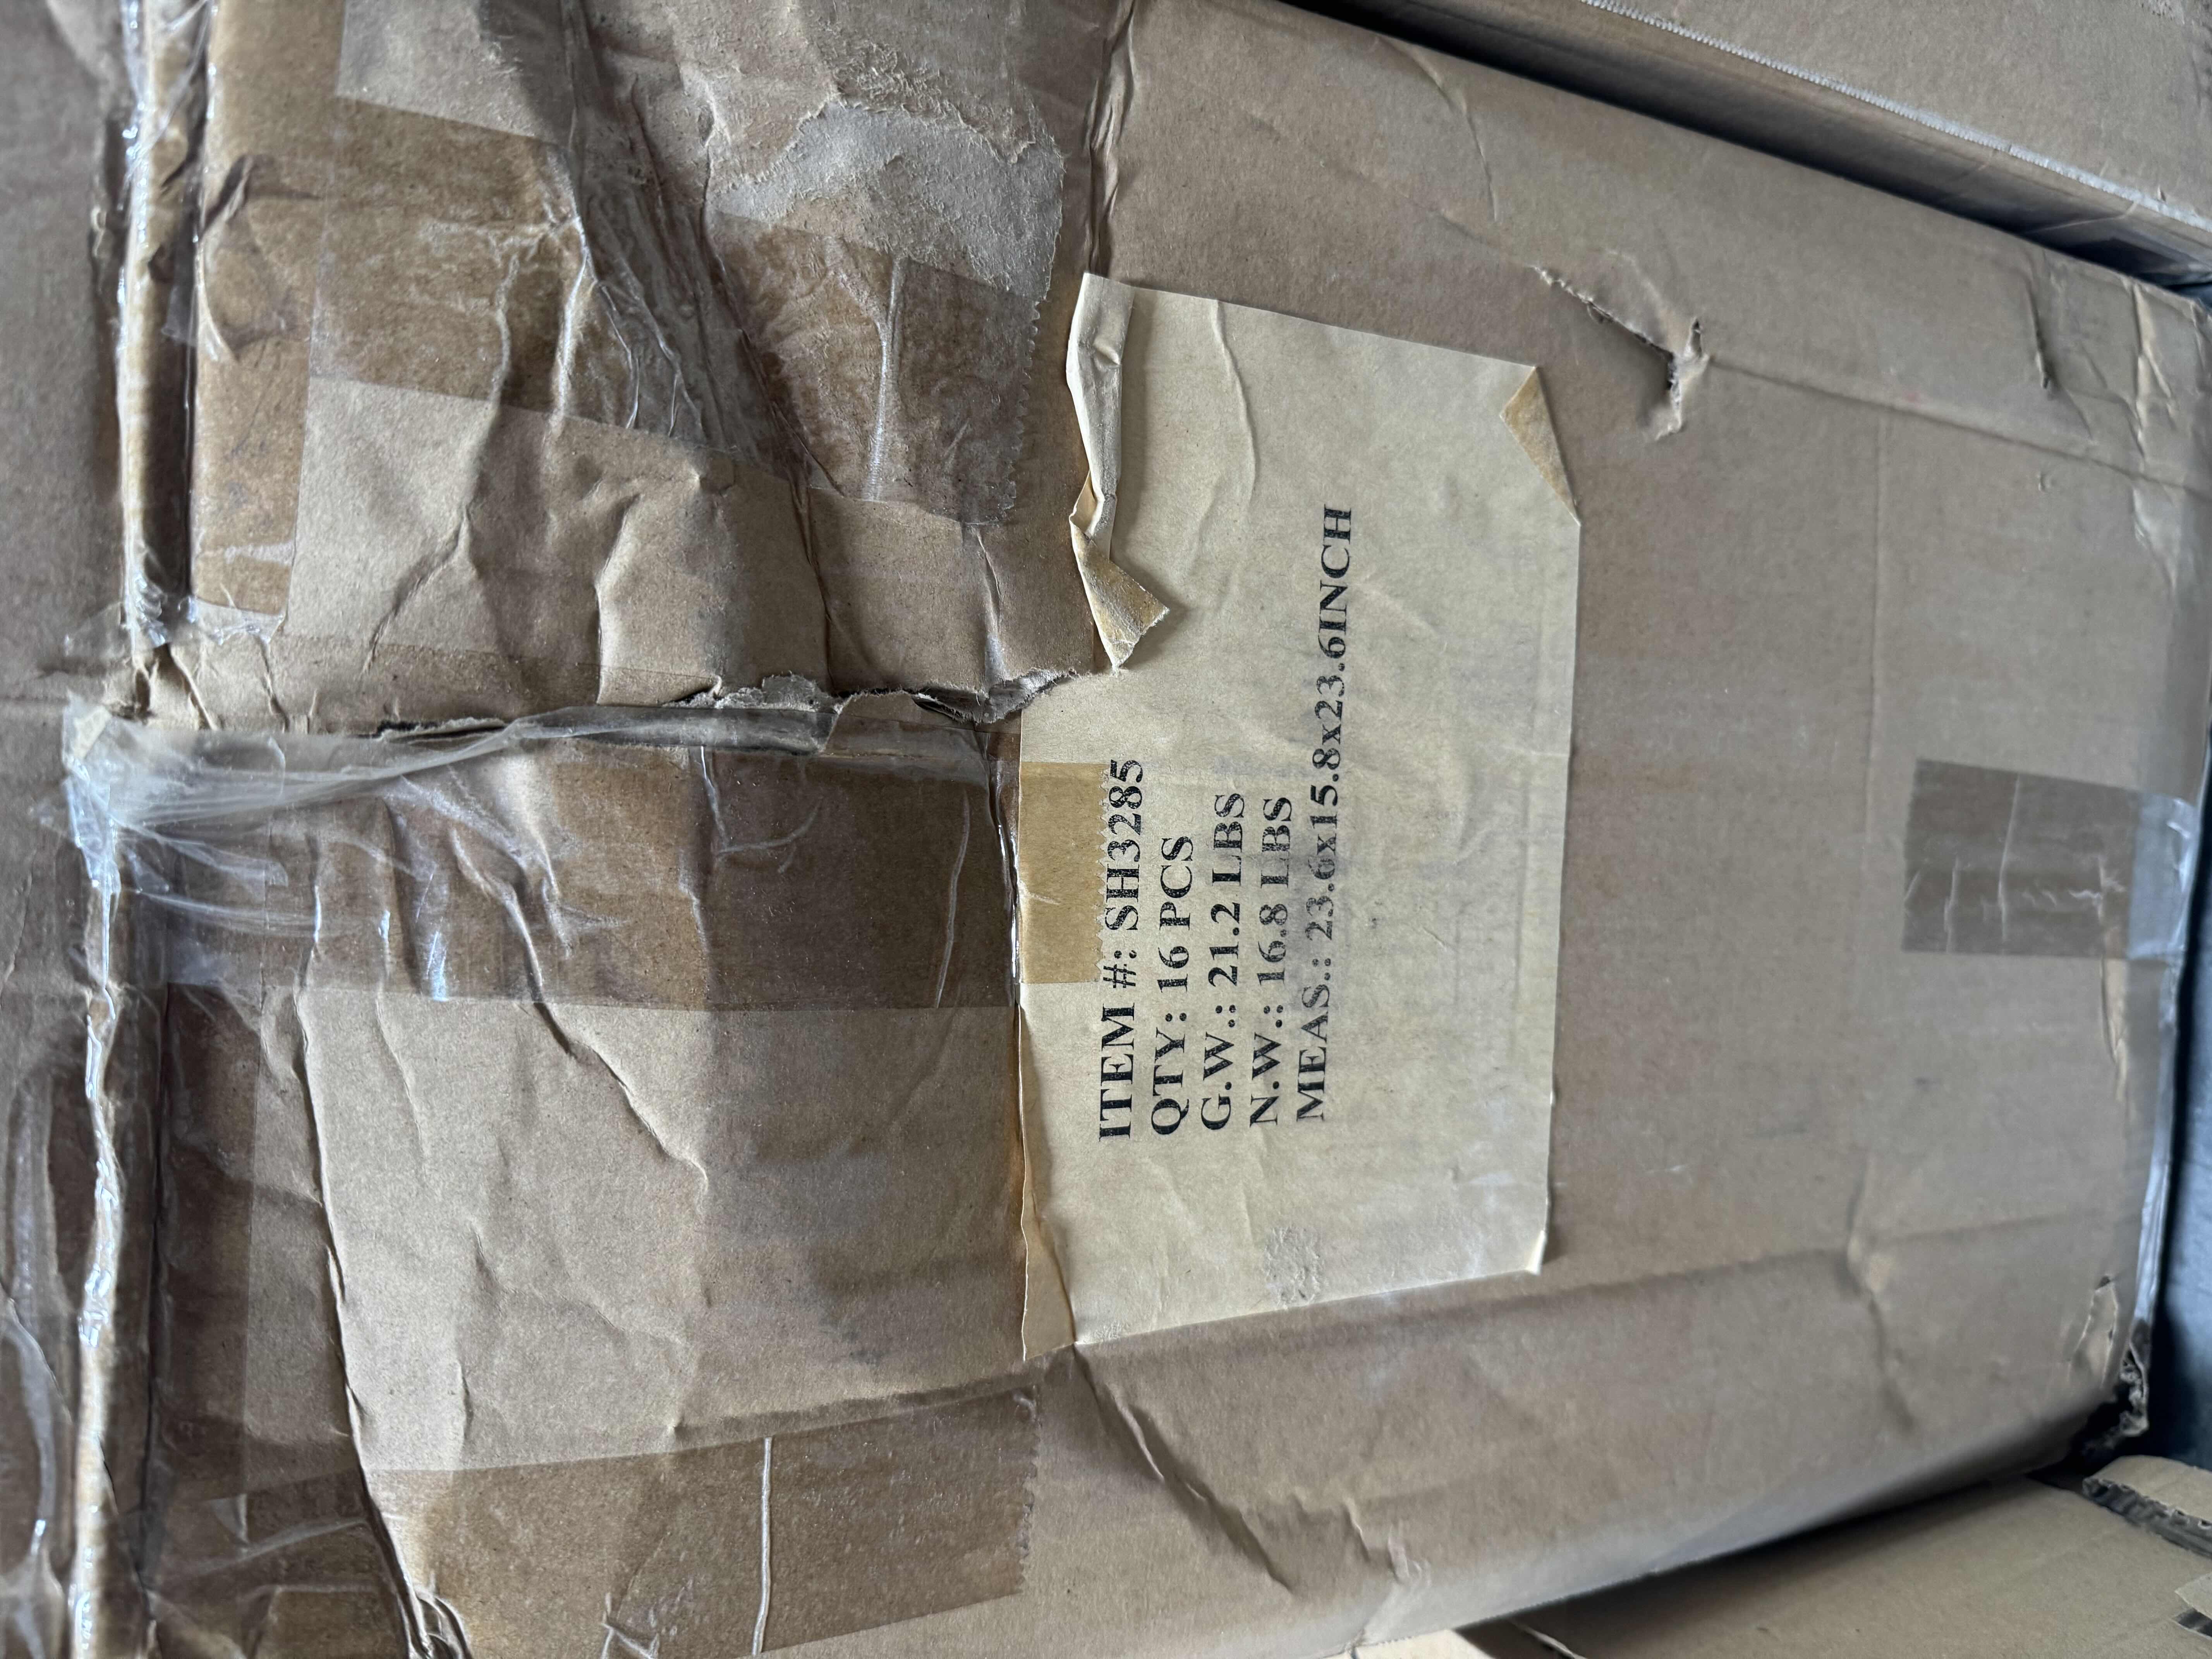 ITEM #: SH3285
QTY: 16 PCS
G.W.: 21.2 LBS
N.W.: 16.8 LBS
MEAS.: 23.6x15.8x23.6INCH